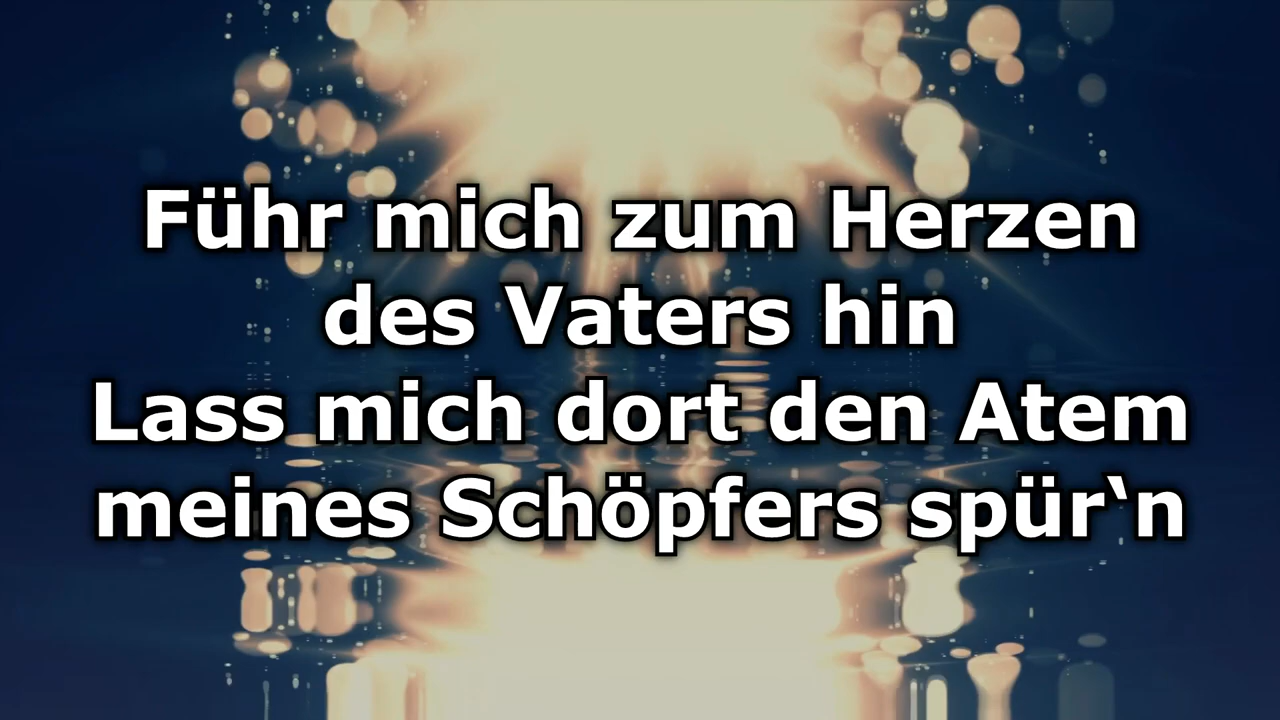 Führ mich zum Herzen
des Vaters hin
Lass mich dort den Atem
meines Schöpfers spür‛n